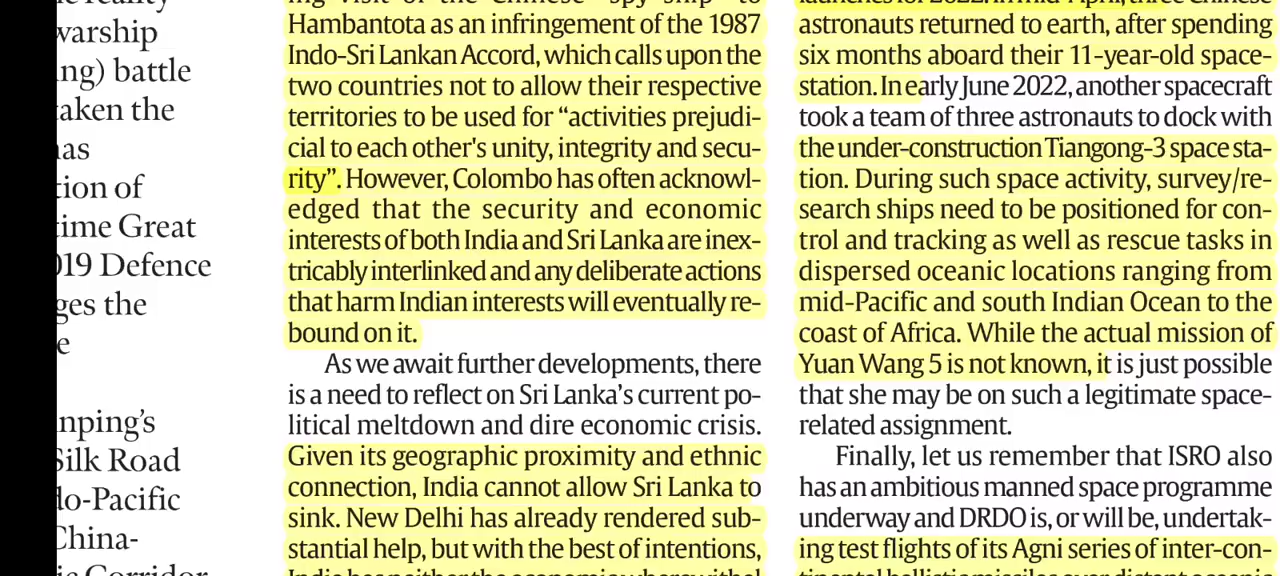 warship
battle
taken the
has
of
time Great
2019 Defence
the
Silk Road
China-
Hambantota as an infringement of the 1987
Indo-Sri Lankan Accord, which calls upon the
two countries not to allow their respective
territories to be used for “activities prejudi-
cial to each other's unity, integrity and secu-
rity”. However, Colombo has often acknowl-
edged that the security and economic
interests of both India and Sri Lanka are inex-
tricably interlinked and any deliberate actions
that harm Indian interests will eventually re-
bound on it.
As we await further developments, there
is a need to reflect on Sri Lanka’s current po-
litical meltdown and dire economic crisis.
Given its geographic proximity and ethnic
connection, India cannot allow Sri Lanka to
sink. New Delhi has already rendered sub-
stantial help, but with the best of intentions,
astronauts returned to earth, after spending
six months aboard their 11-year-old space-
station. In early June 2022, another spacecraft
took a team of three astronauts to dock with
the under-construction Tiangong-3 space sta-
tion. During such space activity, survey/re-
search ships need to be positioned for con-
trol and tracking as well as rescue tasks in
dispersed oceanic locations ranging from
mid-Pacific and south Indian Ocean to the
coast of Africa. While the actual mission of
Yuan Wang 5 is not known, it is just possible
that she may be on such a legitimate space-
related assignment.
Finally, let us remember that ISRO also
has an ambitious manned space programme
underway and DRDO is, or will be, undertak-
ing test flights of its Agni series of inter-con-